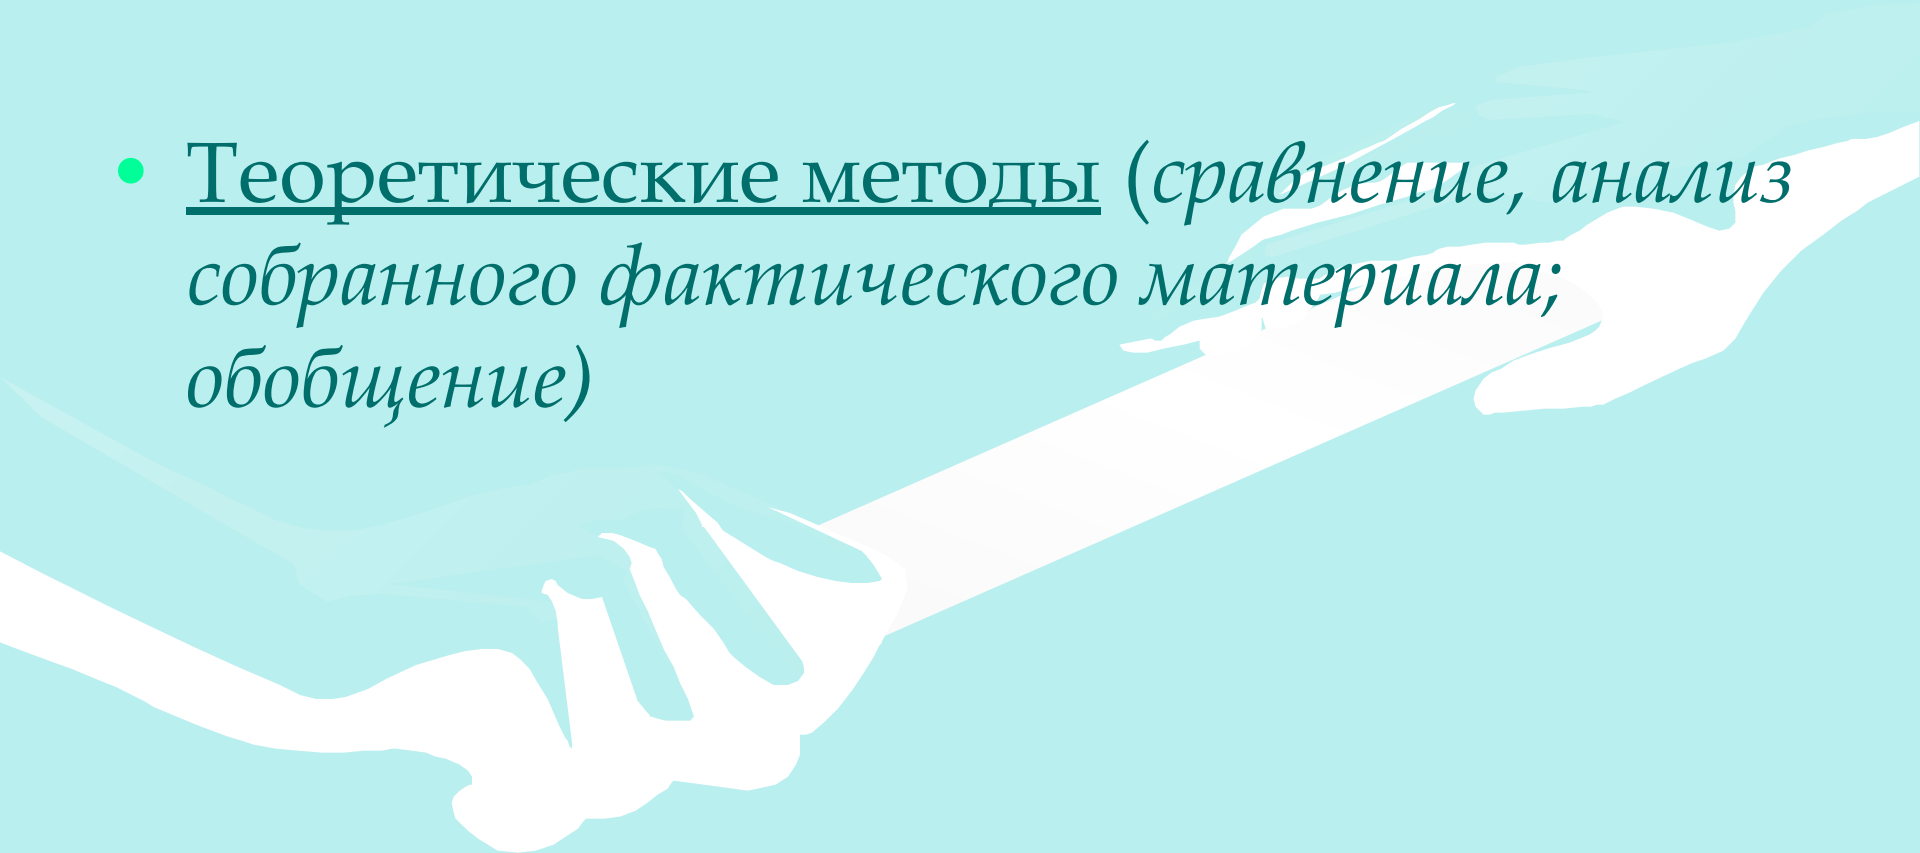 • Теоретические методы (сравнение, анализ
собранного фактического материала;
обобщение)